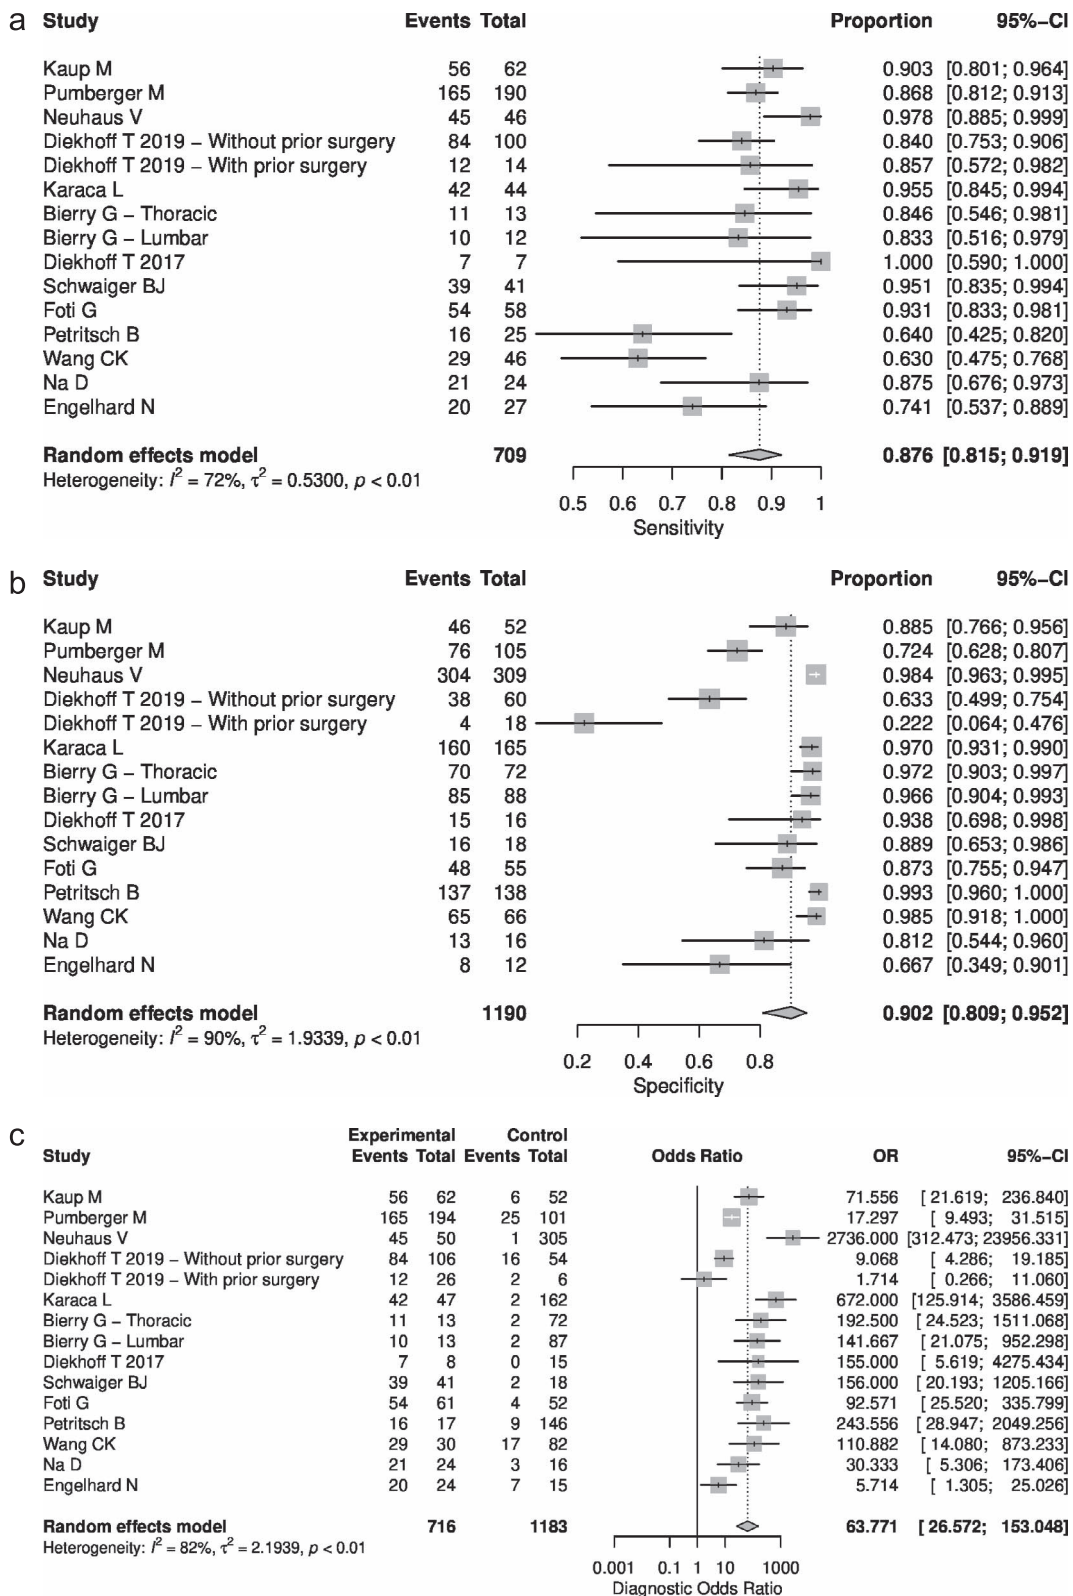 a Study Events Total Proportion 95%−CI
Kaup M 56 62 0.903 [0.801; 0.964]
Pumberger M 165 190 0.868 [0.812; 0.913]
Neuhaus V 45 46 0.978 [0.885; 0.999]
Diekhoff T 2019 − Without prior surgery 84 100 0.840 [0.753; 0.906]
Diekhoff T 2019 − With prior surgery 12 14 0.857 [0.572; 0.982]
Karaca L 42 44 0.955 [0.845; 0.994]
Bierry G − Thoracic 11 13 0.846 [0.546; 0.981]
Bierry G − Lumbar 10 12 0.833 [0.516; 0.979]
Diekhoff T 2017 7 7 1.000 [0.590; 1.000]
Schwaiger BJ 39 41 0.951 [0.835; 0.994]
Foti G 54 58 0.931 [0.833; 0.981]
Petritsch B 16 25 0.640 [0.425; 0.820]
Wang CK 29 46 0.630 [0.475; 0.768]
Na D 21 24 0.875 [0.676; 0.973]
Engelhard N 20 27 0.741 [0.537; 0.889]
Random effects model 709 0.876 [0.815; 0.919]
Heterogeneity: I² = 72%, τ² = 0.5300, p < 0.01
0.5 0.6 0.7 0.8 0.9 1
Sensitivity
b Study Events Total Proportion 95%−CI
Kaup M 46 52 0.885 [0.766; 0.956]
Pumberger M 76 105 0.724 [0.628; 0.807]
Neuhaus V 304 309 0.984 [0.963; 0.995]
Diekhoff T 2019 − Without prior surgery 38 60 0.633 [0.499; 0.754]
Diekhoff T 2019 − With prior surgery 4 18 0.222 [0.064; 0.476]
Karaca L 160 165 0.970 [0.931; 0.990]
Bierry G − Thoracic 70 72 0.972 [0.903; 0.997]
Bierry G − Lumbar 85 88 0.966 [0.904; 0.993]
Diekhoff T 2017 15 16 0.938 [0.698; 0.998]
Schwaiger BJ 16 18 0.889 [0.653; 0.986]
Foti G 48 55 0.873 [0.755; 0.947]
Petritsch B 137 138 0.993 [0.960; 1.000]
Wang CK 65 66 0.985 [0.918; 1.000]
Na D 13 16 0.812 [0.544; 0.960]
Engelhard N 8 12 0.667 [0.349; 0.901]
Random effects model 1190 0.902 [0.809; 0.952]
Heterogeneity: I² = 90%, τ² = 1.9339, p < 0.01
0.2 0.4 0.6 0.8
Specificity
c Experimental Control
Study Events Total Events Total Odds Ratio OR 95%−CI
Kaup M 56 62 6 52 71.556 [ 21.619; 236.840]
Pumberger M 165 194 25 101 17.297 [ 9.493; 31.515]
Neuhaus V 45 50 1 305 2736.000 [312.473; 23956.331]
Diekhoff T 2019 − Without prior surgery 84 106 16 54 9.068 [ 4.286; 19.185]
Diekhoff T 2019 − With prior surgery 12 26 2 6 1.714 [ 0.266; 11.060]
Karaca L 42 47 2 162 672.000 [125.914; 3586.459]
Bierry G − Thoracic 11 13 2 72 192.500 [ 24.523; 1511.068]
Bierry G − Lumbar 10 13 2 87 141.667 [ 21.075; 952.298]
Diekhoff T 2017 7 8 0 15 155.000 [ 5.619; 4275.434]
Schwaiger BJ 39 41 2 18 156.000 [ 20.193; 1205.166]
Foti G 54 61 4 52 92.571 [ 25.520; 335.799]
Petritsch B 16 17 9 146 243.556 [ 28.947; 2049.256]
Wang CK 29 30 17 82 110.882 [ 14.080; 873.233]
Na D 21 24 3 16 30.333 [ 5.306; 173.406]
Engelhard N 20 24 7 15 5.714 [ 1.305; 25.026]
Random effects model 716 1183 63.771 [ 26.572; 153.048]
Heterogeneity: I² = 82%, τ² = 2.1939, p < 0.01
0.001 0.1 1 10 1000
Diagnostic Odds Ratio